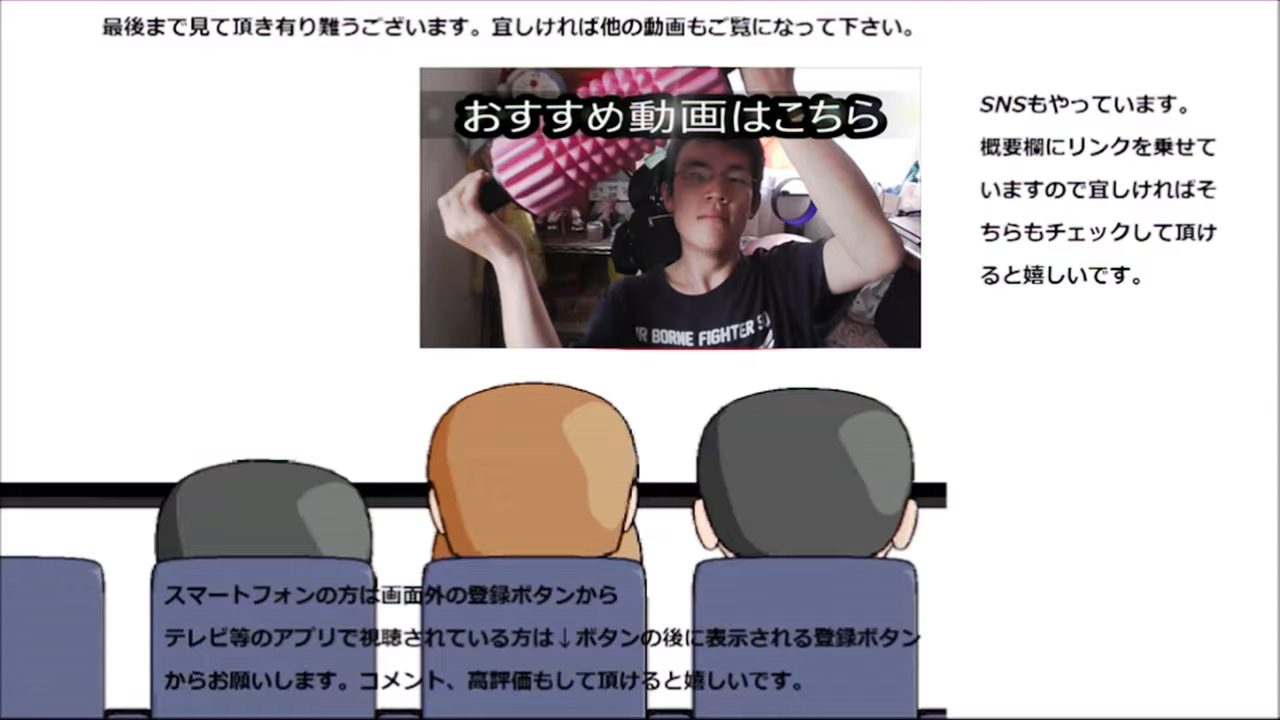 最後まで見て頂き有り難うございます。宜しければ他の動画もご覧になって下さい。
おすすめ動画はこちら
SNSもやっています。
概要欄にリンクを乗せて
いますので宜しければそ
ちらもチェックして頂け
ると嬉しいです。
BORNE FIGHTER
スマートフォンの方は画面外の登録ボタンから
テレビ等のアプリで視聴されている方は↓ボタンの後に表示される登録ボタン
からお願いします。コメント、高評価もして頂けると嬉しいです。